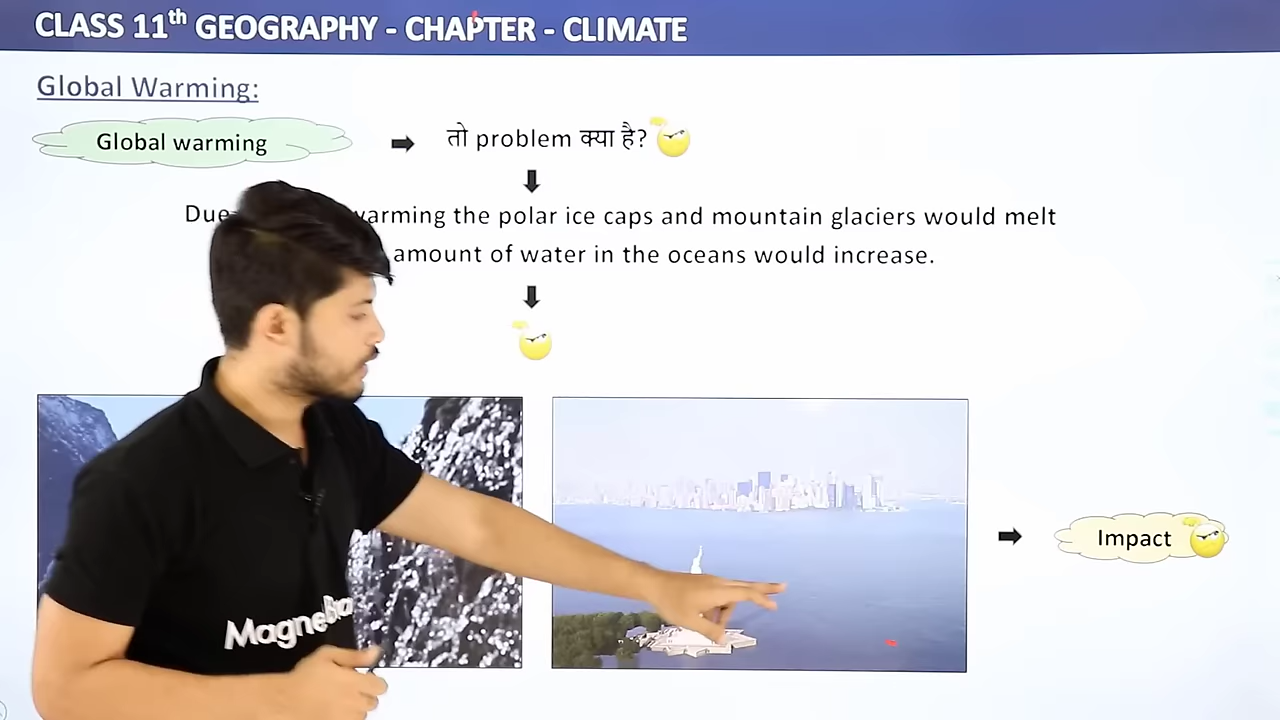 CLASS 11th GEOGRAPHY - CHAPTER - CLIMATE
Global Warming:
Global warming
तो problem क्या है?
Due warming the polar ice caps and mountain glaciers would melt
amount of water in the oceans would increase.
Impact
Magnet